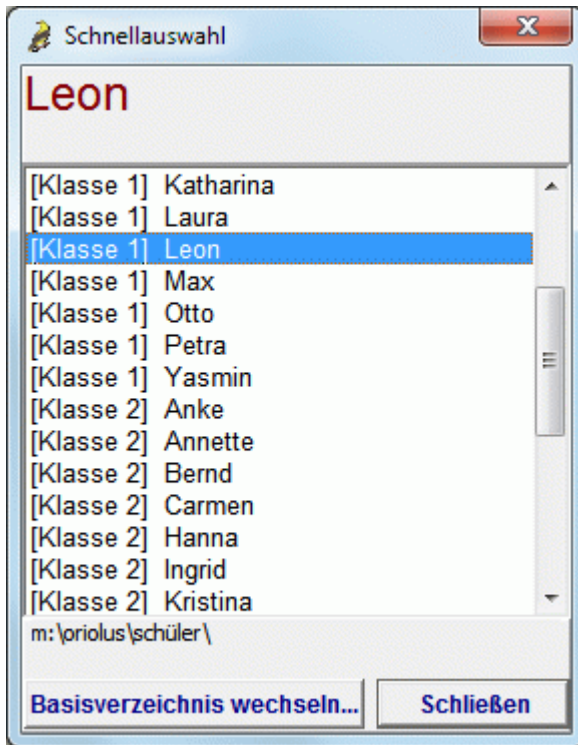 Schnellauswahl
Leon
[Klasse 1] Katharina
[Klasse 1] Laura
[Klasse 1] Leon
[Klasse 1] Max
[Klasse 1] Otto
[Klasse 1] Petra
[Klasse 1] Yasmin
[Klasse 2] Anke
[Klasse 2] Annette
[Klasse 2] Bernd
[Klasse 2] Carmen
[Klasse 2] Hanna
[Klasse 2] Ingrid
[Klasse 2] Kristina
m:\oriolus\schüler\
Basisverzeichnis wechseln... Schließen